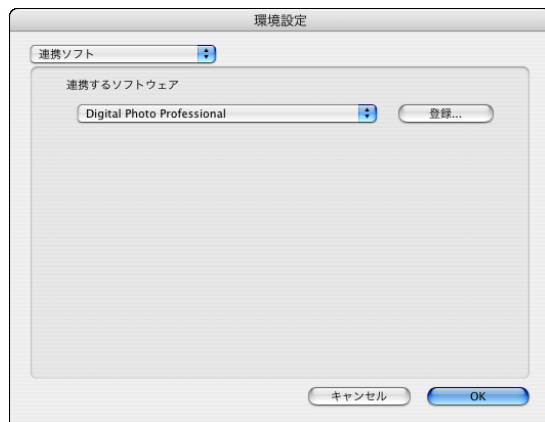 環境設定
連携ソフト
連携するソフトウェア
Digital Photo Professional
登録...
キャンセル
OK